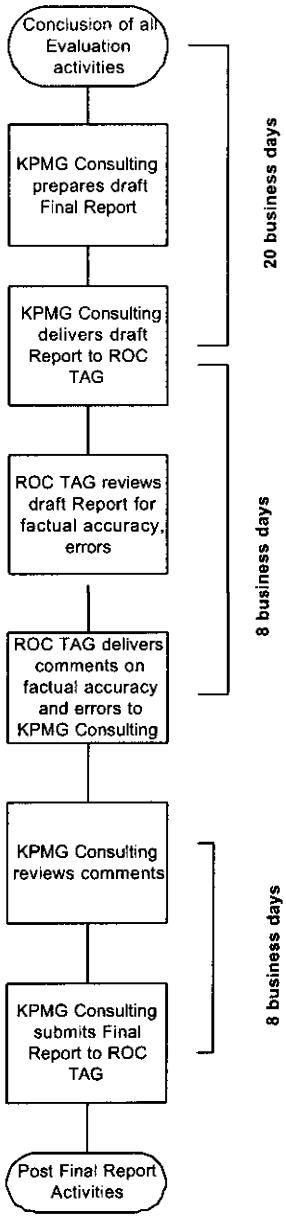 Conclusion of all
Evaluation
activities
KPMG Consulting
prepares draft
Final Report
20 business days
KPMG Consulting
delivers draft
Report to ROC
TAG
ROC TAG reviews
draft Report for
factual accuracy,
errors
8 business days
ROC TAG delivers
comments on
factual accuracy
and errors to
KPMG Consulting
KPMG Consulting
reviews comments
8 business days
KPMG Consulting
submits Final
Report to ROC
TAG
Post Final Report
Activities